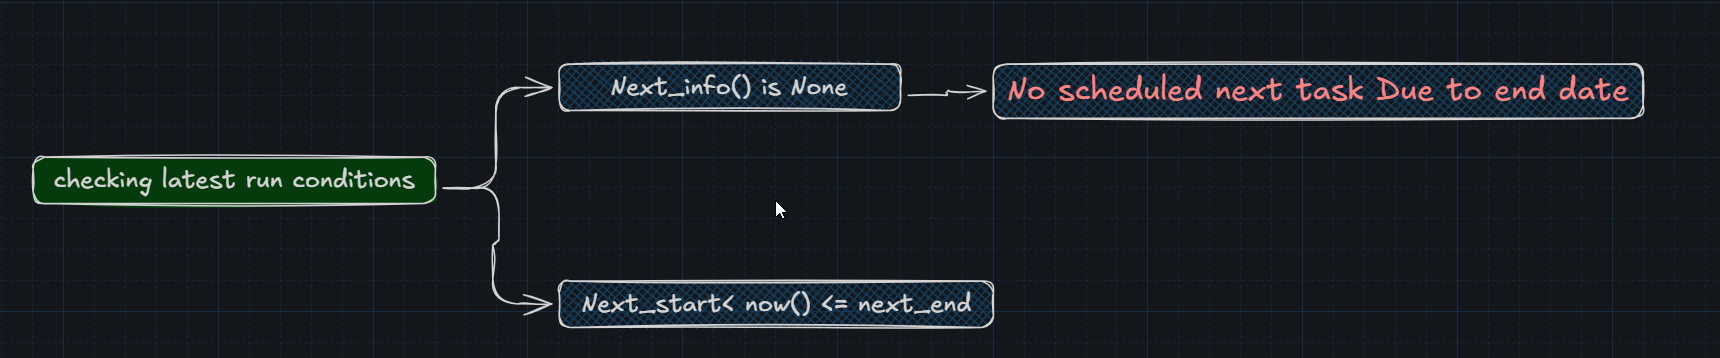 Next_info() is None
No scheduled next task Due to end date
checking latest run conditions
Next_start< now() <= next_end